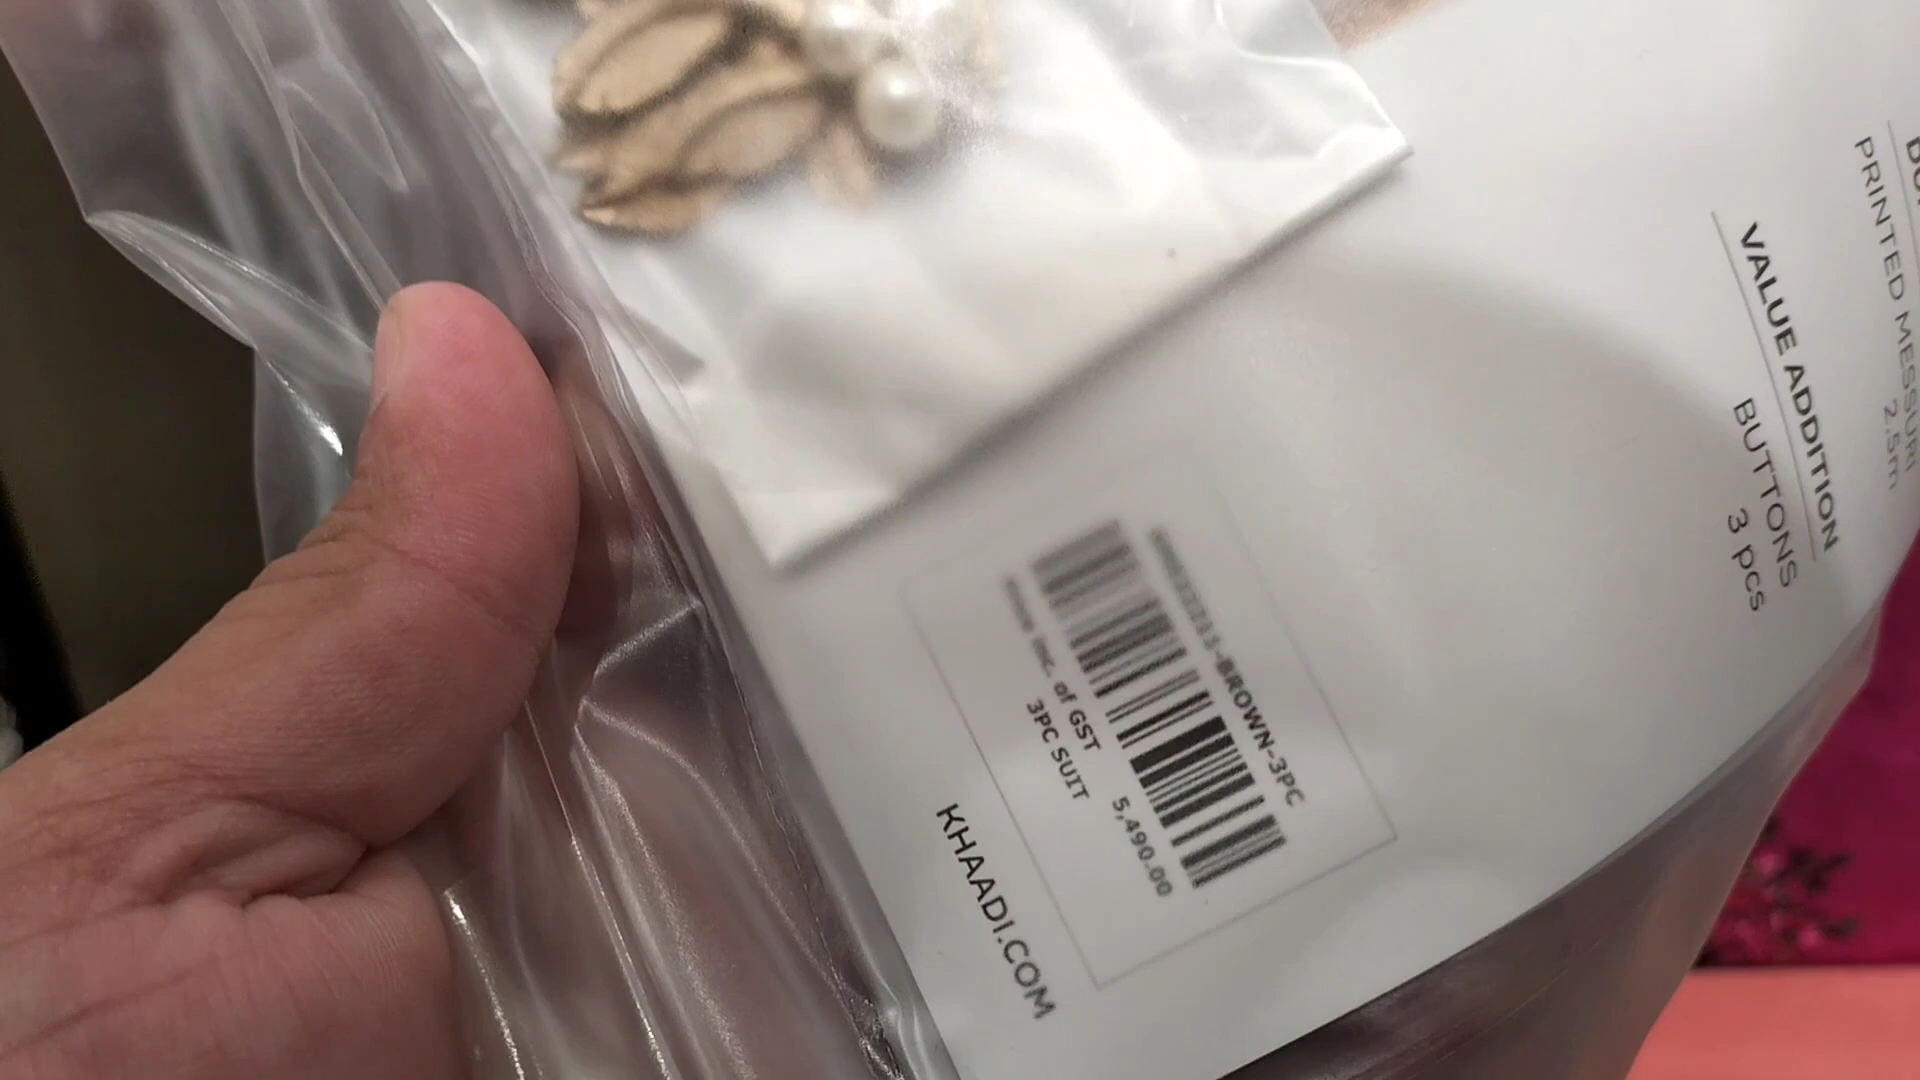 PRINTED MESSURI
2.5m
VALUE ADDITION
BUTTONS
3 pcs
-BROWN-3PC
inc. of GST 5,490.00
3PC SUIT
KHAADI.COM